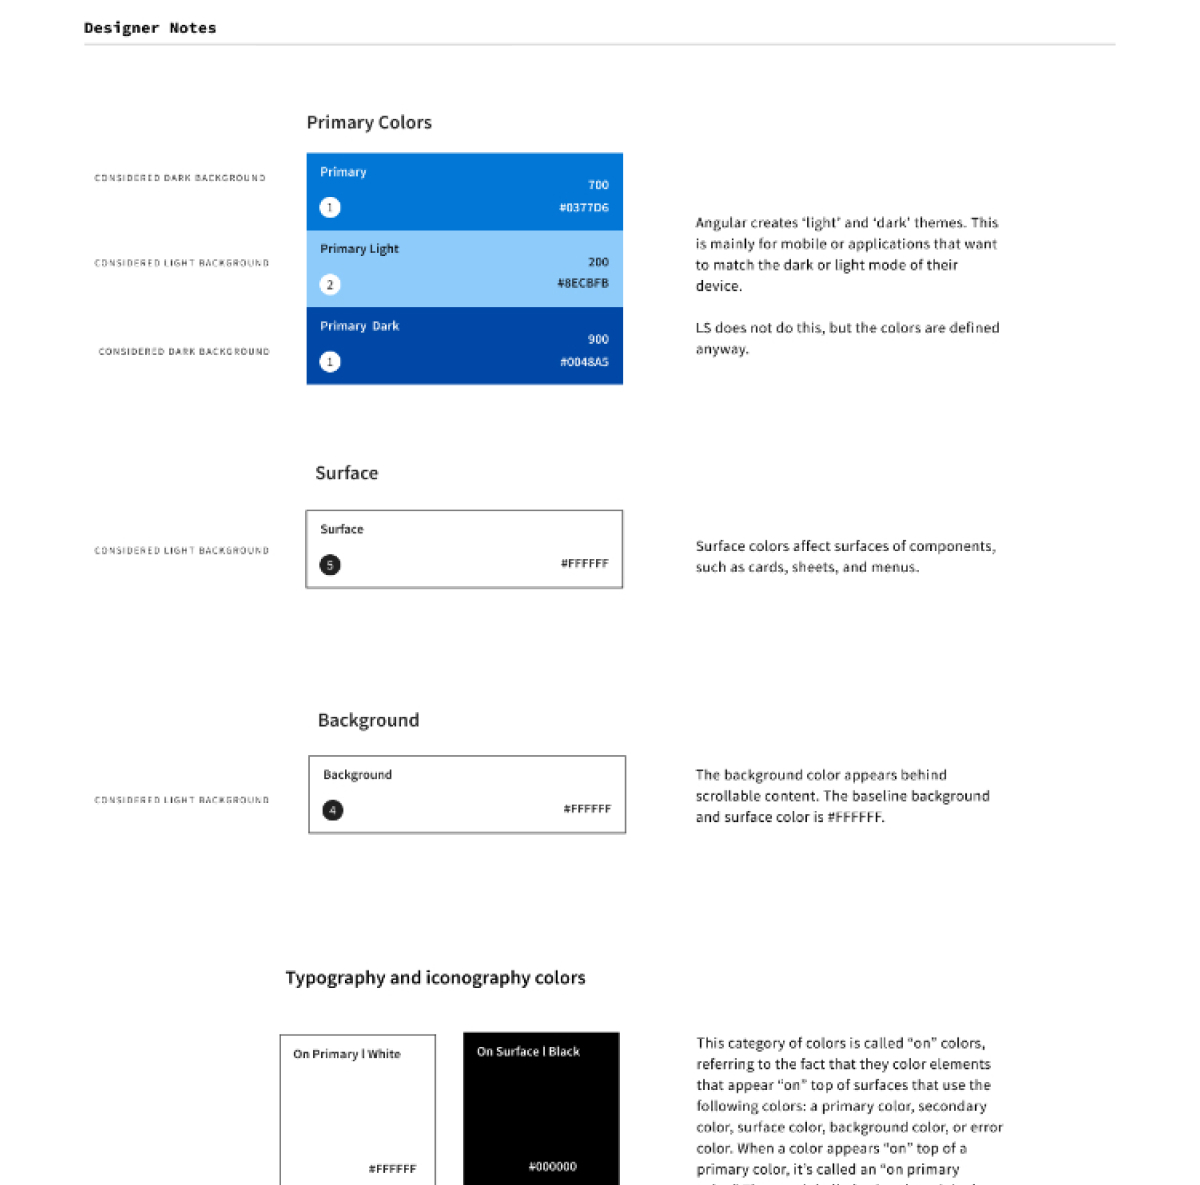 Designer Notes
Primary Colors
CONSIDERED DARK BACKGROUND
Primary
700
1
#0377D6
CONSIDERED LIGHT BACKGROUND
Primary Light
200
2
#8ECBFB
CONSIDERED DARK BACKGROUND
Primary Dark
900
1
#0048A5
Angular creates ‘light’ and ‘dark’ themes. This
is mainly for mobile or applications that want
to match the dark or light mode of their
device.
LS does not do this, but the colors are defined
anyway.
Surface
CONSIDERED LIGHT BACKGROUND
Surface
5
#FFFFFF
Surface colors affect surfaces of components,
such as cards, sheets, and menus.
Background
CONSIDERED LIGHT BACKGROUND
Background
4
#FFFFFF
The background color appears behind
scrollable content. The baseline background
and surface color is #FFFFFF.
Typography and iconography colors
On Primary | White
#FFFFFF
On Surface | Black
#000000
This category of colors is called “on” colors,
referring to the fact that they color elements
that appear “on” top of surfaces that use the
following colors: a primary color, secondary
color, surface color, background color, or error
color. When a color appears “on” top of a
primary color, it’s called an “on primary